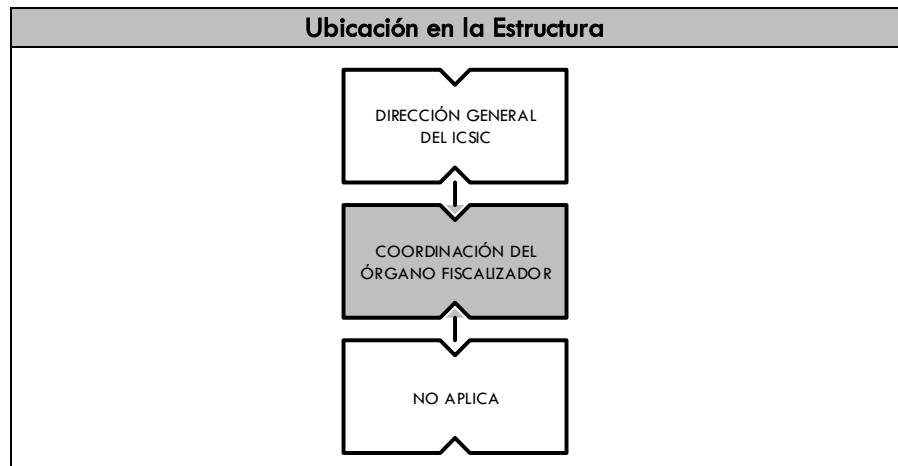 Ubicación en la Estructura
DIRECCIÓN GENERAL
DEL ICSIC
COORDINACIÓN DEL
ÓRGANO FISCALIZADOR
NO APLICA